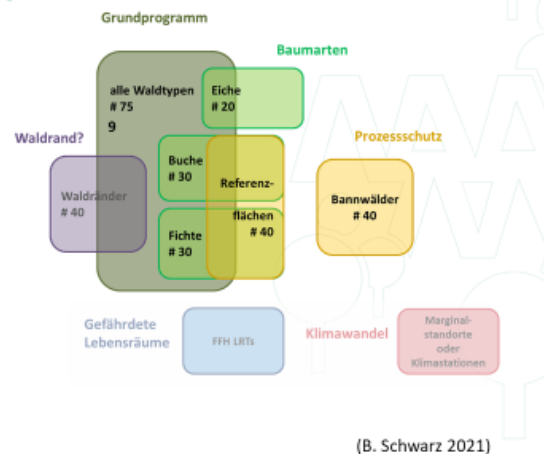 Grundprogramm
Baumarten
alle Waldtypen
# 75
9
Eiche
# 20
Waldrand?
Prozessschutz
Buche
# 30
Referenz-
flächen
# 40
Waldränder
# 40
Bannwälder
# 40
Fichte
# 30
Gefährdete
Lebensräume
FFH LRTs
Klimawandel
Marginal-
standorte
oder
Klimastationen
(B. Schwarz 2021)